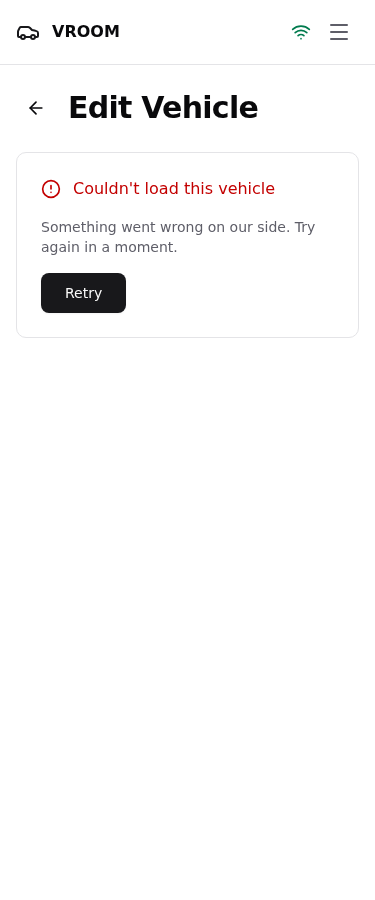 VROOM
Edit Vehicle
Couldn't load this vehicle
Something went wrong on our side. Try
again in a moment.
Retry